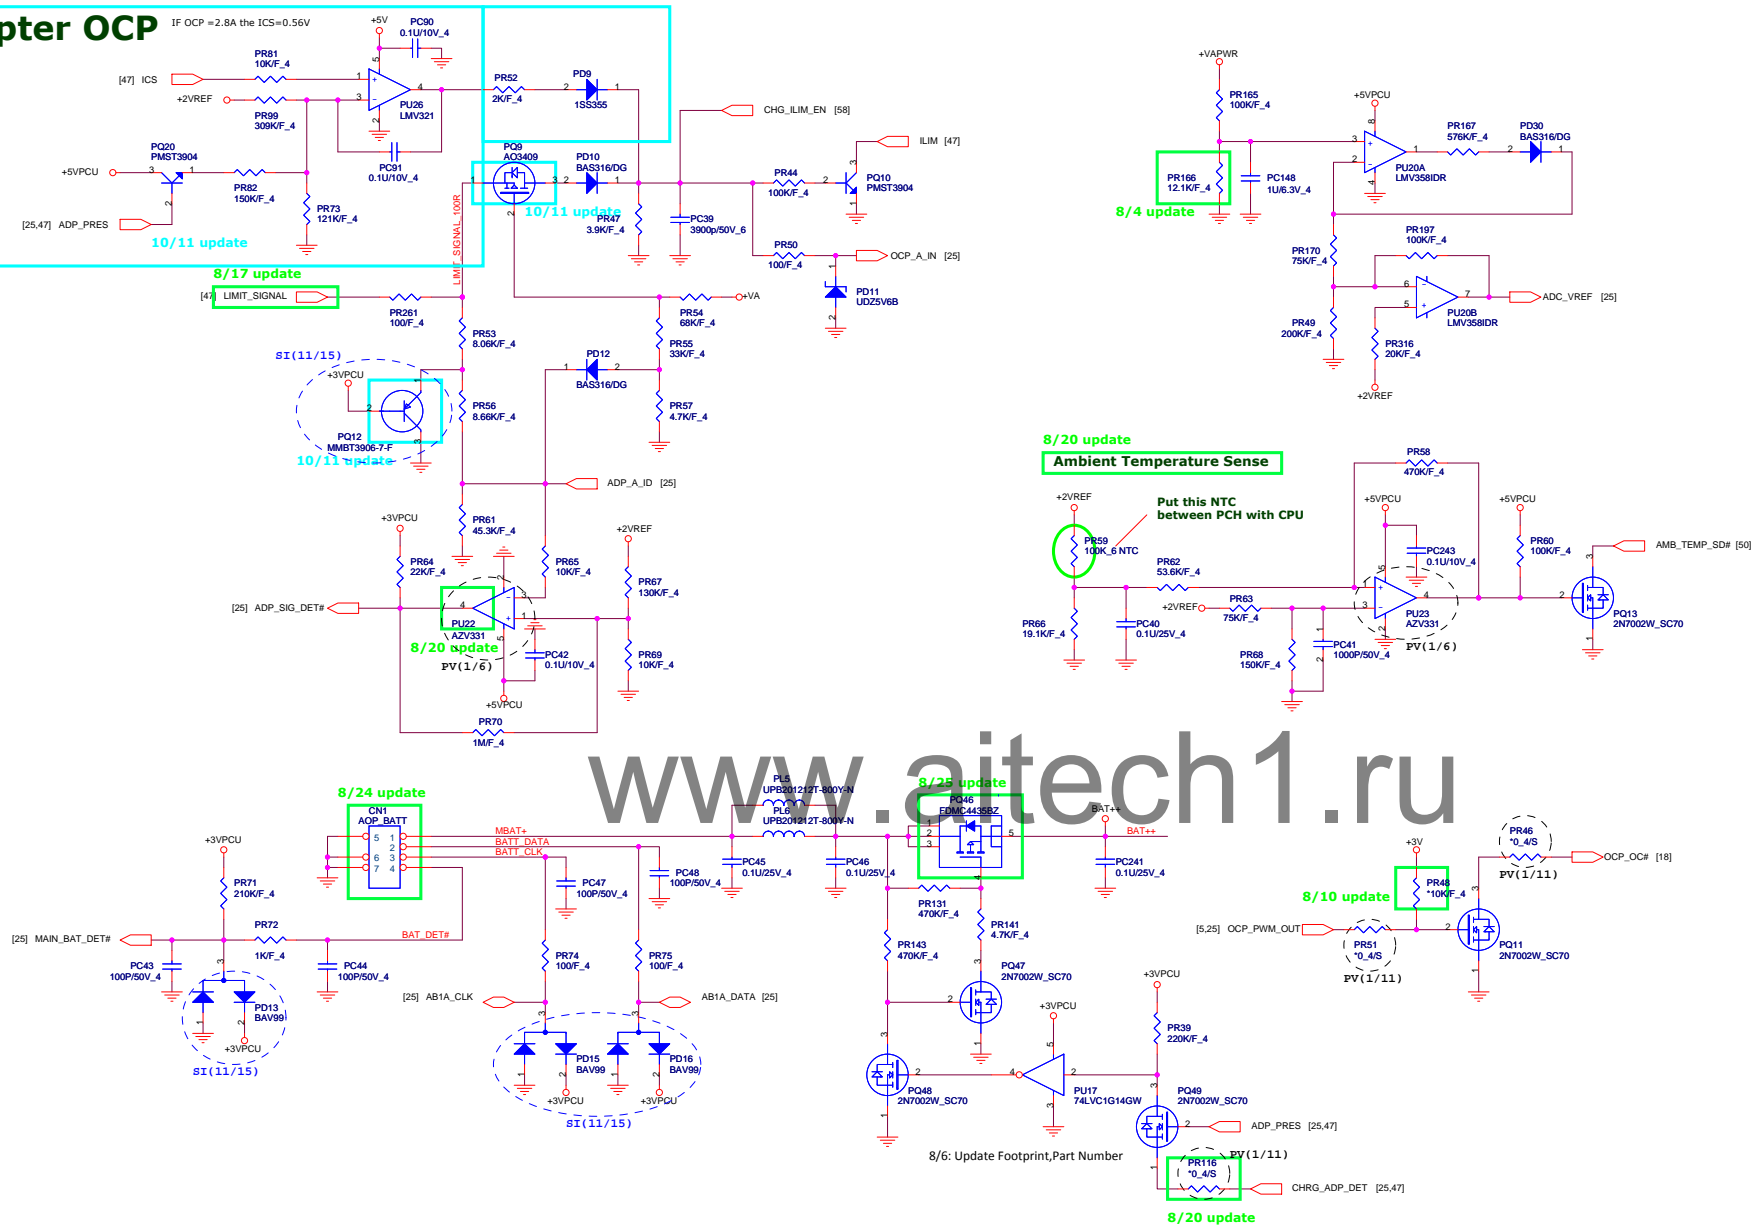 pter OCP
IF OCP =2.8A the ICS=0.56V
+5V
PC90
0.1U/10V_4
PR81
10K/F_4
[47] ICS
+2VREF
PR99
309K/F_4
PU26
LMV321
PR52
2K/F_4
PD9
1SS355
PC91
0.1U/10V_4
PQ20
PMST3904
+5VPCU
PR82
150K/F_4
PR73
121K/F_4
[25,47] ADP_PRES
10/11 update
PQ9
AO3409
PD10
BAS316/DG
10/11 update
LIMIT_SIGNAL_100R
CHG_ILIM_EN [58]
ILIM [47]
PR44
100K/F_4
PQ10
PMST3904
PR47
3.9K/F_4
PC39
3900p/50V_6
PR50
100/F_4
OCP_A_IN [25]
PD11
UDZ5V6B
8/17 update
[47] LIMIT_SIGNAL
PR261
100/F_4
PR53
8.06K/F_4
+VA
PR54
68K/F_4
PR55
33K/F_4
PD12
BAS316/DG
PR57
4.7K/F_4
SI(11/15)
+3VPCU
PQ12
MMBT3906-7-F
10/11 update
PR56
8.66K/F_4
ADP_A_ID [25]
PR61
45.3K/F_4
+3VPCU
PR64
22K/F_4
PR65
10K/F_4
+2VREF
PR67
130K/F_4
[25] ADP_SIG_DET#
PU22
AZV331
8/20 update
PV(1/6)
PC42
0.1U/10V_4
PR69
10K/F_4
+5VPCU
PR70
1M/F_4
+VAPWR
PR165
100K/F_4
+5VPCU
PR167
576K/F_4
PD30
BAS316/DG
PR166
12.1K/F_4
8/4 update
PC148
1U/6.3V_4
PU20A
LMV358IDR
PR197
100K/F_4
PR170
75K/F_4
PU20B
LMV358IDR
ADC_VREF [25]
PR49
200K/F_4
PR316
20K/F_4
+2VREF
8/20 update
Ambient Temperature Sense
PR58
470K/F_4
+2VREF
Put this NTC
between PCH with CPU
+5VPCU
+5VPCU
PR59
100K_6 NTC
PR62
53.6K/F_4
PC243
0.1U/10V_4
PR60
100K/F_4
AMB_TEMP_SD# [50]
+2VREF
PR63
75K/F_4
PU23
AZV331
PV(1/6)
PQ13
2N7002W_SC70
PR66
19.1K/F_4
PC40
0.1U/25V_4
PR68
150K/F_4
PC41
1000P/50V_4
www.aitech1.ru
8/24 update
CN1
AOP_BATT
MBAT+
BATT_DATA
BATT_CLK
BAT_DET#
PL5
UPB201212T-800Y-N
PL6
UPB201212T-800Y-N
8/25 update
PQ46
FDMC4435BZ
BAT++
BAT++
+3VPCU
PR71
210K/F_4
PC47
100P/50V_4
PC48
100P/50V_4
PC45
0.1U/25V_4
PC46
0.1U/25V_4
PC241
0.1U/25V_4
[25] MAIN_BAT_DET#
PR72
1K/F_4
PC43
100P/50V_4
PC44
100P/50V_4
PD13
BAV99
+3VPCU
SI(11/15)
PR74
100/F_4
PR75
100/F_4
[25] AB1A_CLK
AB1A_DATA [25]
PD15
BAV99
PD16
BAV99
+3VPCU
+3VPCU
SI(11/15)
PR131
470K/F_4
PR141
4.7K/F_4
PR143
470K/F_4
PQ47
2N7002W_SC70
+3VPCU
+3VPCU
PR39
220K/F_4
PQ48
2N7002W_SC70
PU17
74LVC1G14GW
PQ49
2N7002W_SC70
ADP_PRES [25,47]
8/6: Update Footprint,Part Number
PV(1/11)
PR116
*0_4/S
CHRG_ADP_DET [25,47]
8/20 update
PR46
*0_4/S
+3V
OCP_OC# [18]
PV(1/11)
PR48
*10K/F_4
8/10 update
[5,25] OCP_PWM_OUT
PR51
*0_4/S
PV(1/11)
PQ11
2N7002W_SC70